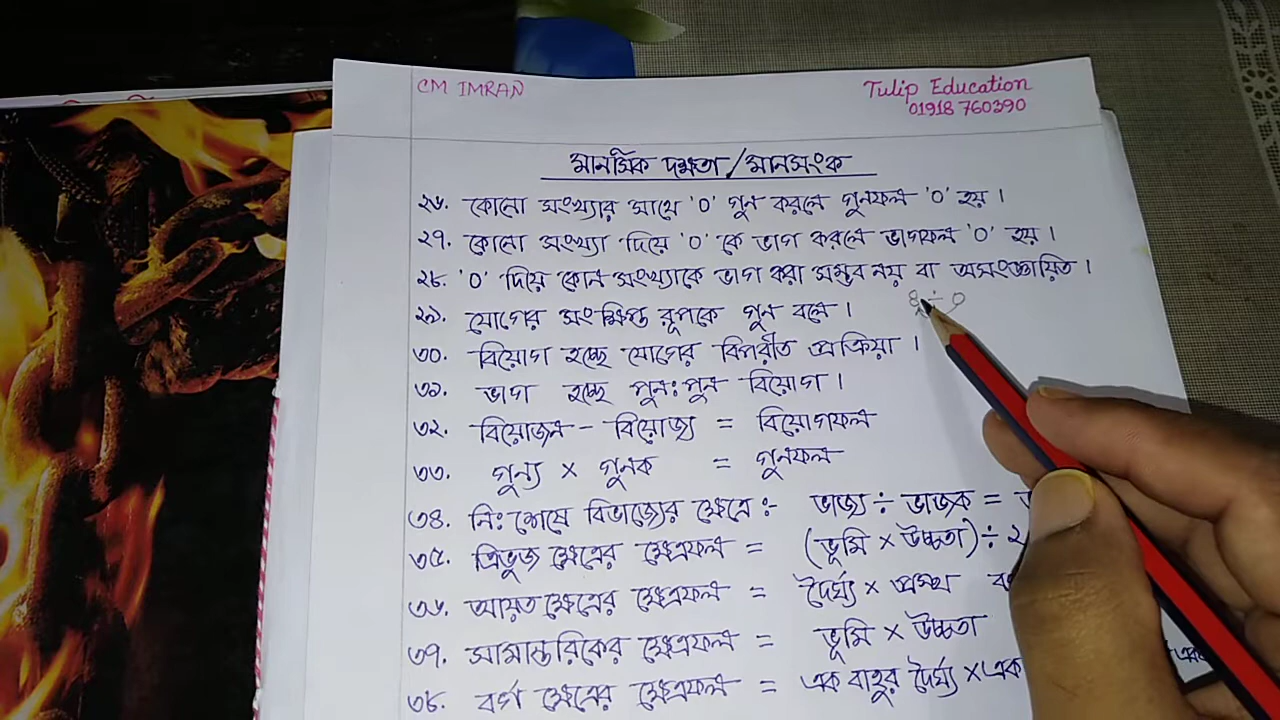 CM IMRAN
Tulip Education
01918 760390
মানসিক দক্ষতা/মানসাংক
২৬. কোনো সংখ্যার সাথে '0' গুন করলে গুনফল '0' হয়।
২৭. কোনো সংখ্যা দিয়ে '0' কে ভাগ করলে ভাগফল '0' হয়।
২৮. '0' দিয়ে কোন সংখ্যাকে ভাগ করা সম্ভব নয় বা অসংজ্ঞায়িত।
৪ ÷ 0
২৯. যোগের সংক্ষিপ্ত রূপকে গুন বলে।
৩০. বিয়োগ হচ্ছে যোগের বিপরীত প্রক্রিয়া।
৩১. ভাগ হচ্ছে পুনঃপুন বিয়োগ।
৩২. বিয়োজন - বিয়োজ্য = বিয়োগফল
৩৩. গুন্য × গুনক = গুনফল
৩৪. নিঃশেষে বিভাজ্যের ক্ষেত্রে:- ভাজ্য ÷ ভাজক =
৩৫. ত্রিভুজ ক্ষেত্রের ক্ষেত্রফল = (ভূমি × উচ্চতা) ÷ ২
৩৬. আয়ত ক্ষেত্রের ক্ষেত্রফল = দৈর্ঘ্য × প্রস্থ
৩৭. সামান্তরিকের ক্ষেত্রফল = ভূমি × উচ্চতা
৩৮. বর্গ ক্ষেত্রের ক্ষেত্রফল = এক বাহুর দৈর্ঘ্য × এক